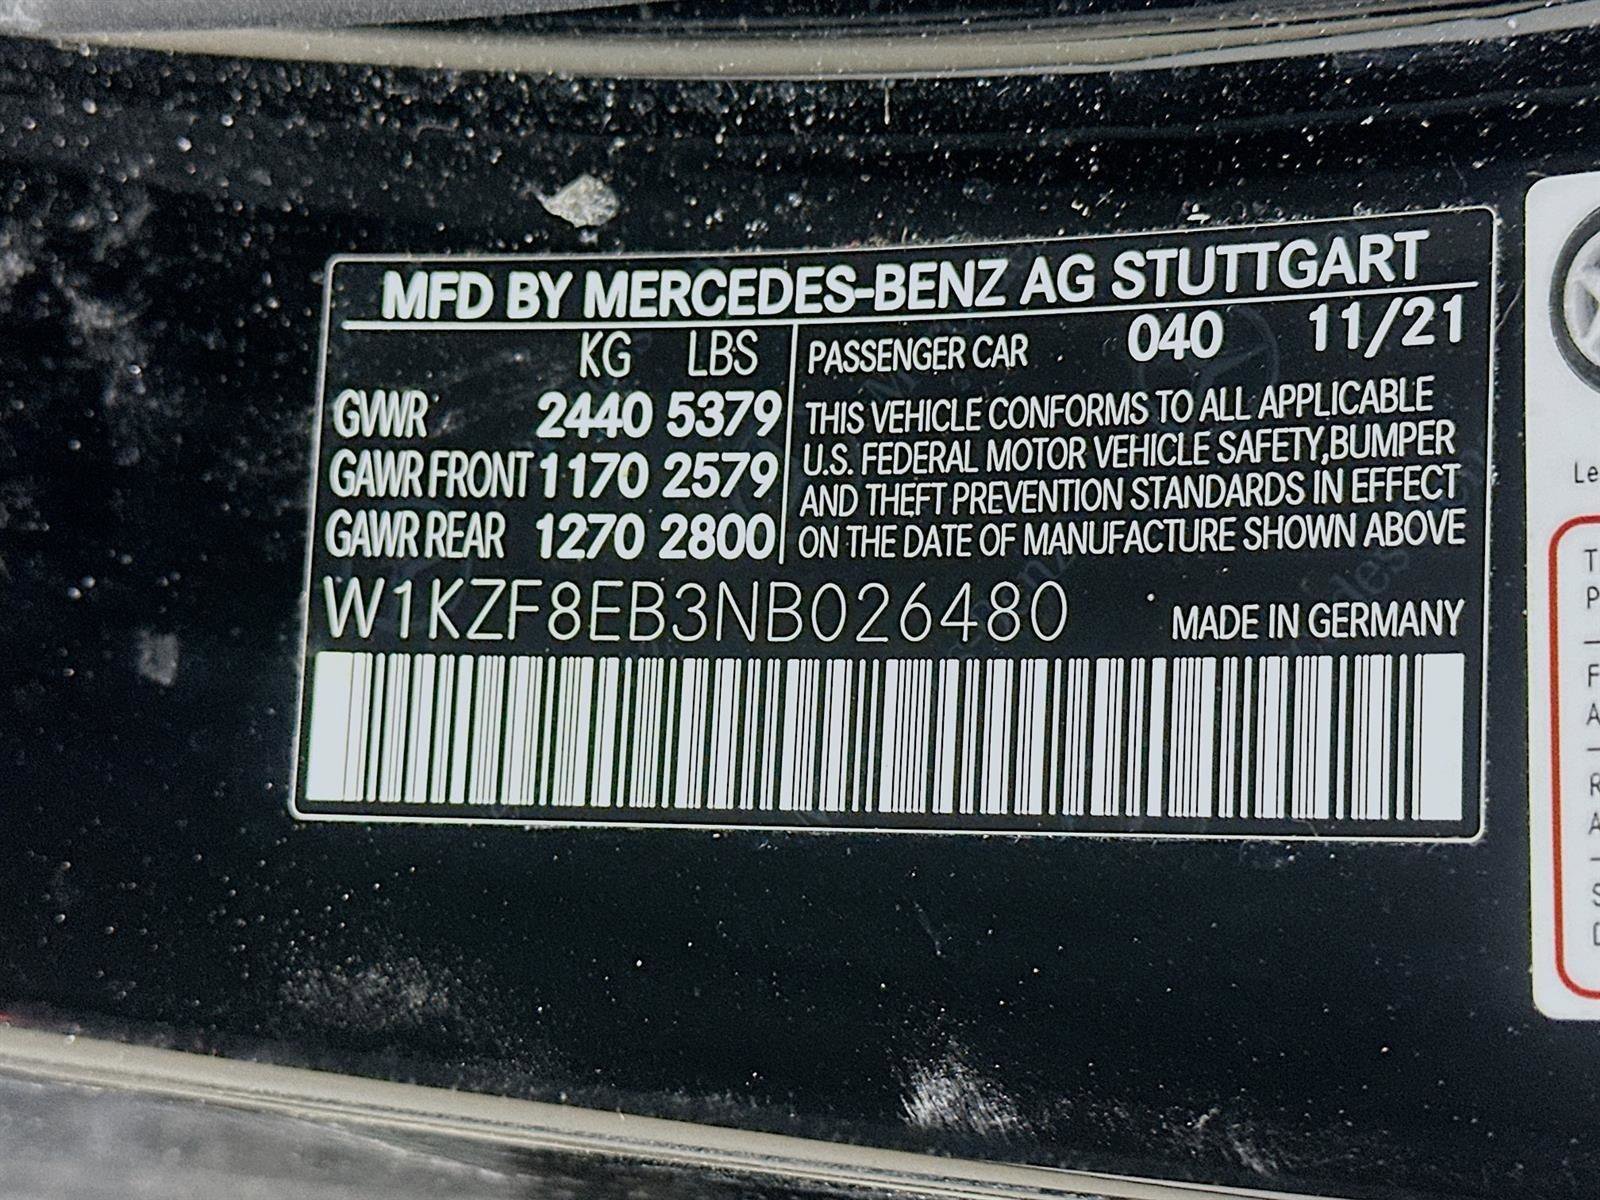 MFD BY MERCEDES-BENZ AG STUTTGART
KG LBS
GVWR 2440 5379
GAWR FRONT 1170 2579
GAWR REAR 1270 2800
PASSENGER CAR 040 11/21
THIS VEHICLE CONFORMS TO ALL APPLICABLE
U.S. FEDERAL MOTOR VEHICLE SAFETY,BUMPER
AND THEFT PREVENTION STANDARDS IN EFFECT
ON THE DATE OF MANUFACTURE SHOWN ABOVE
W1KZF8EB3NB026480
MADE IN GERMANY